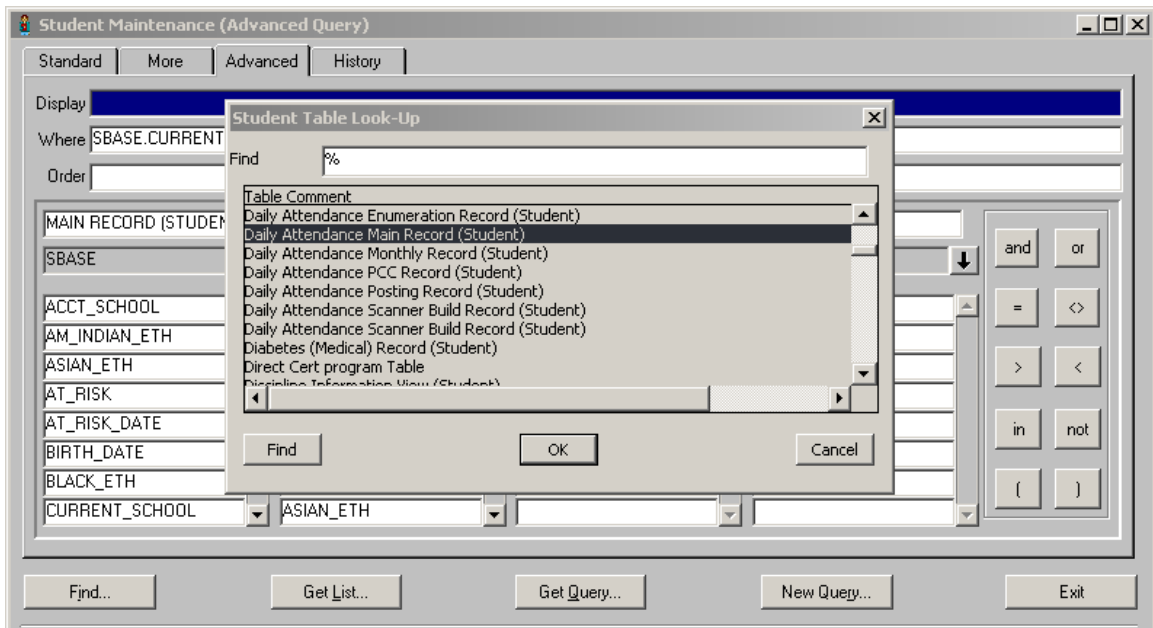 Student Maintenance (Advanced Query)
Standard More Advanced History
Display
Where SBASE.CURRENT
Order
MAIN RECORD (STUDEN
SBASE
ACCT_SCHOOL
AM_INDIAN_ETH
ASIAN_ETH
AT_RISK
AT_RISK_DATE
BIRTH_DATE
BLACK_ETH
CURRENT_SCHOOL ASIAN_ETH
Student Table Look-Up
Find %
Table Comment
Daily Attendance Enumeration Record (Student)
Daily Attendance Main Record (Student)
Daily Attendance Monthly Record (Student)
Daily Attendance PCC Record (Student)
Daily Attendance Posting Record (Student)
Daily Attendance Scanner Build Record (Student)
Daily Attendance Scanner Build Record (Student)
Diabetes (Medical) Record (Student)
Direct Cert program Table
Discipline Information View (Student)
Find OK Cancel
and or
= <>
> <
in not
( )
Find... Get List... Get Query... New Query... Exit